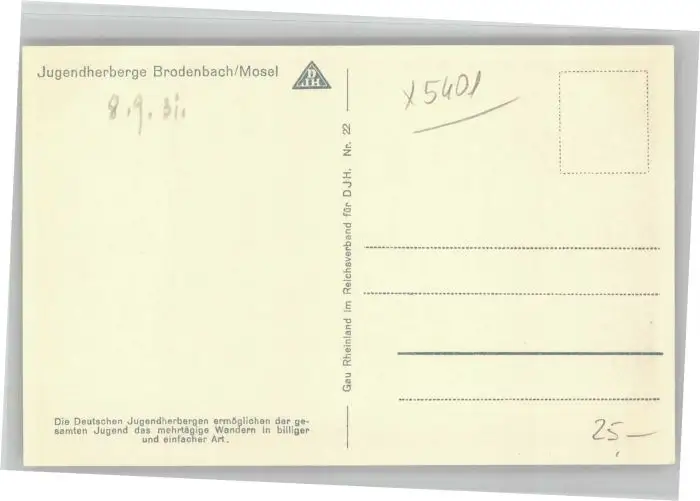 Jugendherberge Brodenbach/Mosel
D
JH
8.9.31.
x5401
Gau Rheinland im Reichsverband für D.J.H. Nr. 22
Die Deutschen Jugendherbergen ermöglichen der ge-
samten Jugend das mehrtägige Wandern in billiger
und einfacher Art.
25,—